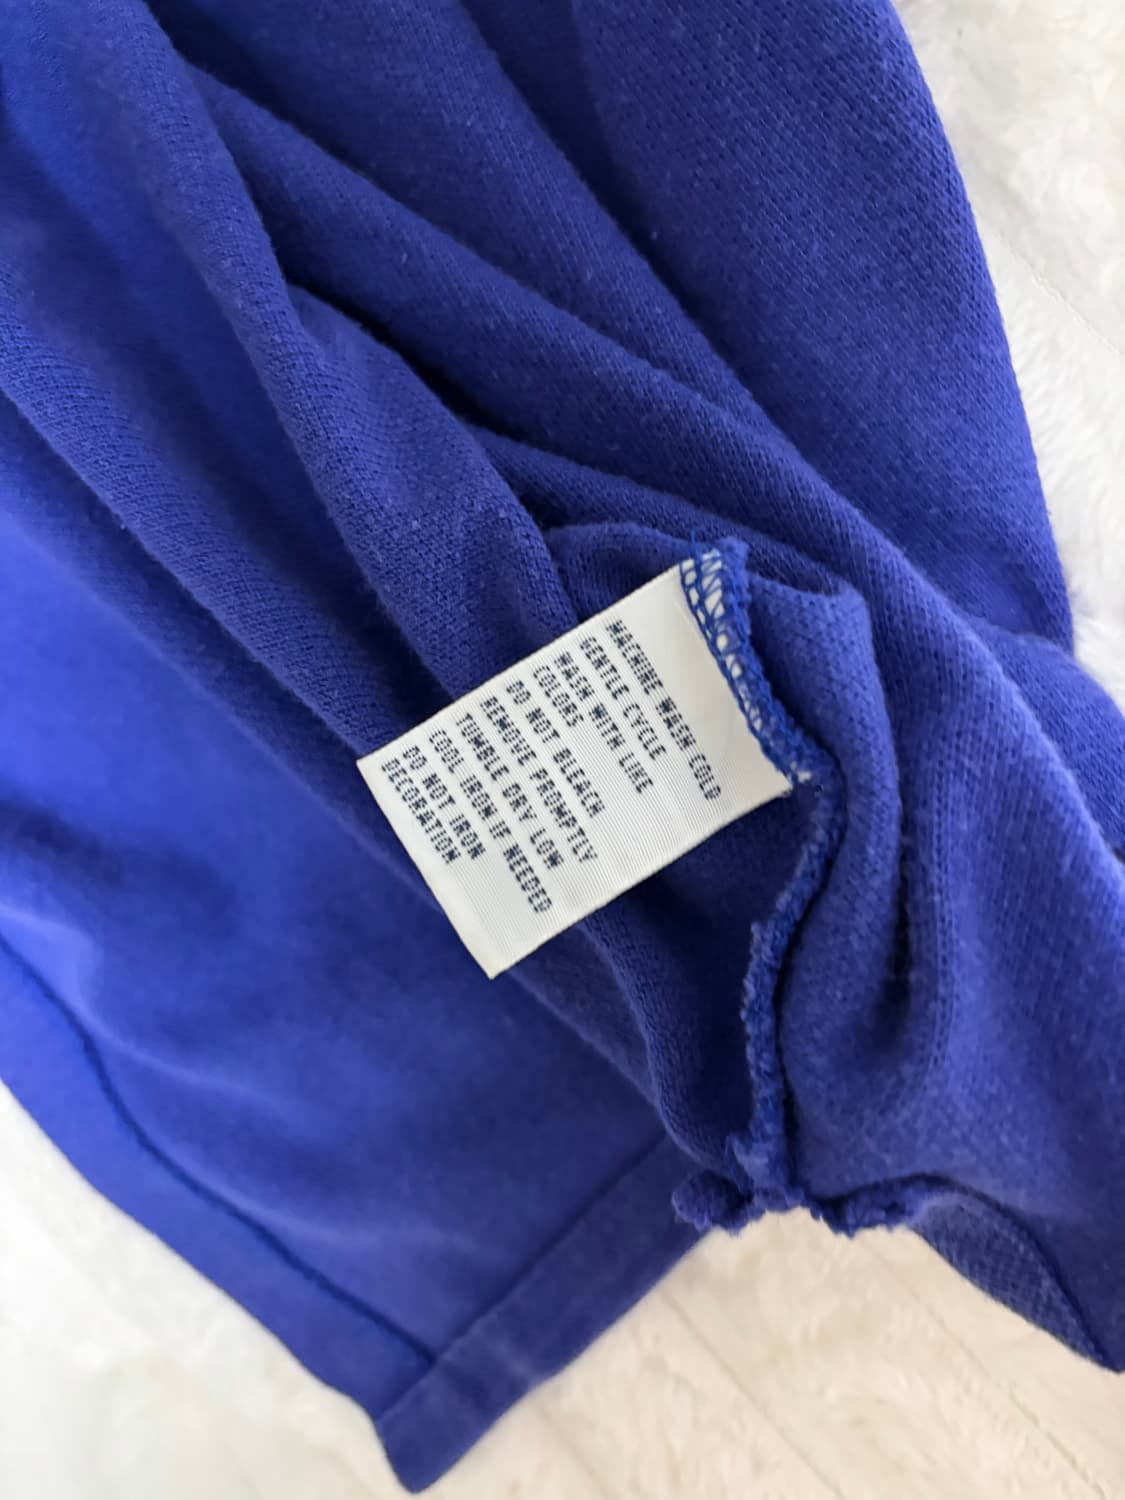 MACHINE WASH COLD
GENTLE CYCLE
WASH WITH LIKE
COLORS
DO NOT BLEACH
REMOVE PROMPTLY
TUMBLE DRY LOW
COOL IRON IF NEEDED
DO NOT IRON
DECORATION